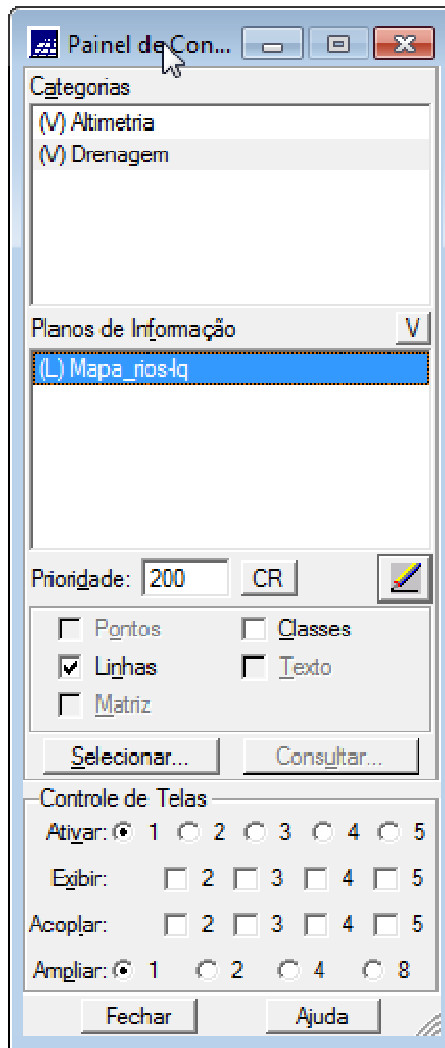 Painel de Con...
Categorias
(V) Altimetria
(V) Drenagem
Planos de Informação V
(L) Mapa_rios-lq
Prioridade: 200 CR
Pontos Classes
Linhas Texto
Matriz
Selecionar... Consultar...
Controle de Telas
Ativar: 1 2 3 4 5
Exibir: 2 3 4 5
Acoplar: 2 3 4 5
Ampliar: 1 2 4 8
Fechar Ajuda